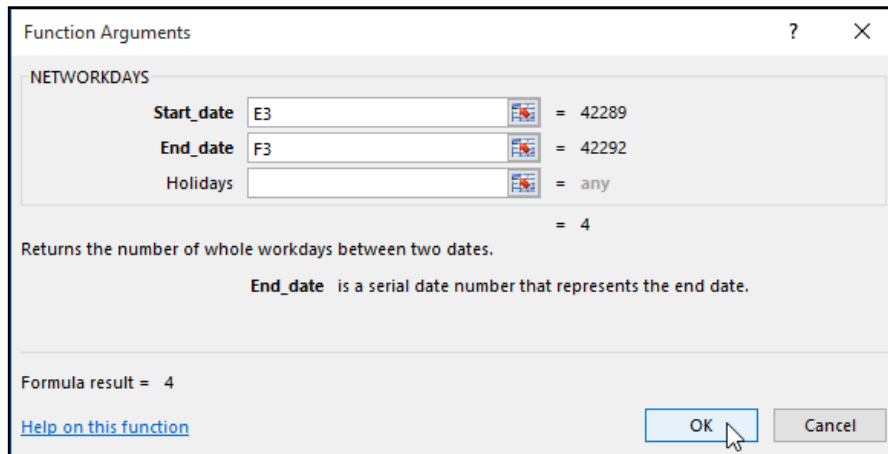 Function Arguments ? X
NETWORKDAYS
Start_date E3 = 42289
End_date F3 = 42292
Holidays = any
= 4
Returns the number of whole workdays between two dates.
End_date is a serial date number that represents the end date.
Formula result = 4
Help on this function OK Cancel